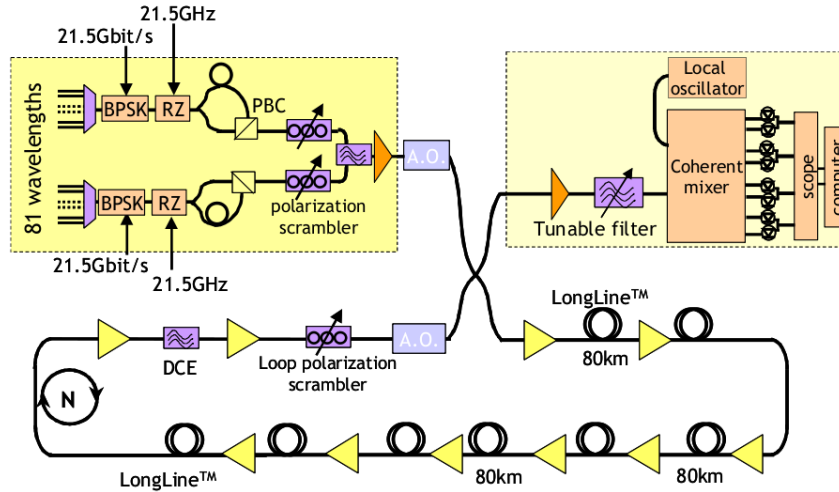 21.5GHz
21.5Gbit/s
81 wavelengths
BPSK
RZ
PBC
A.O.
BPSK
RZ
polarization
scrambler
21.5Gbit/s
21.5GHz
Local
oscillator
Coherent
mixer
scope
computer
Tunable filter
LongLine™
80km
DCE
Loop polarization
scrambler
A.O.
N
LongLine™
80km
80km